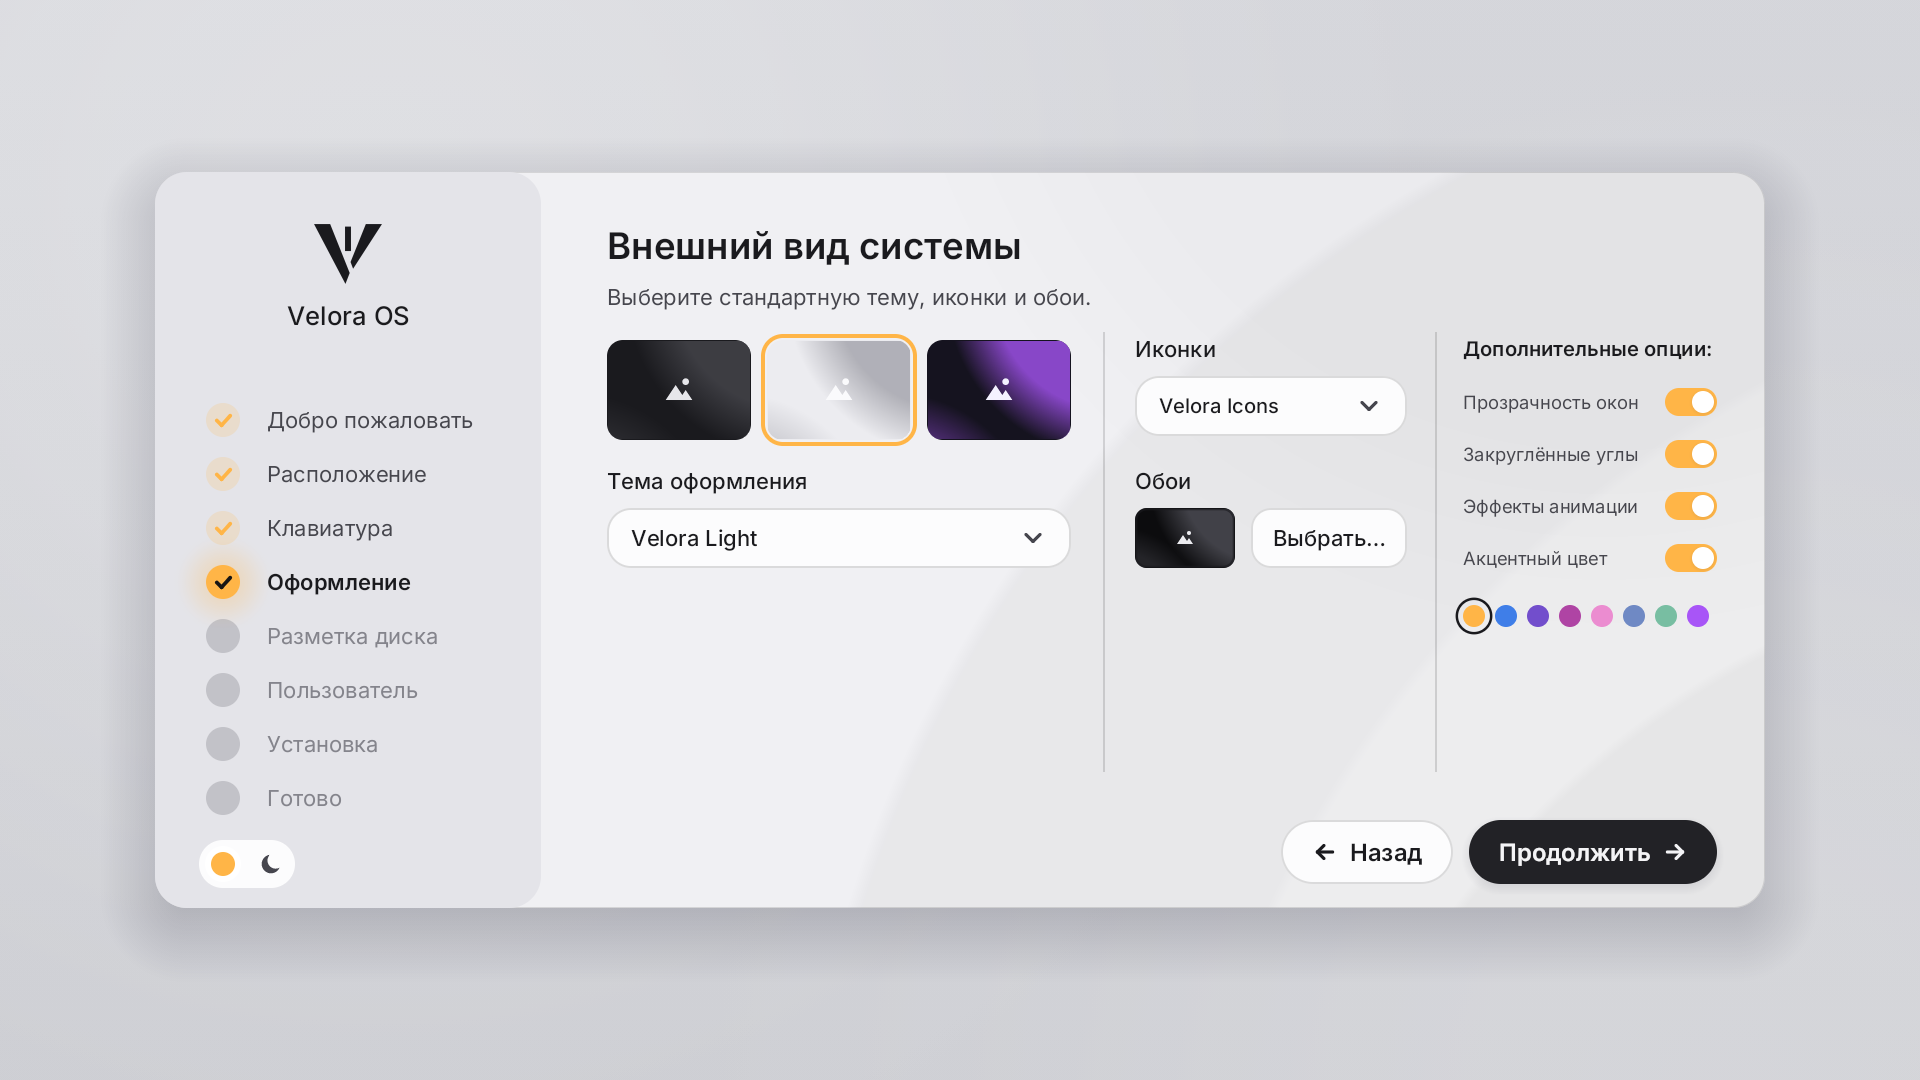 Velora OS
Добро пожаловать
Расположение
Клавиатура
Оформление
Разметка диска
Пользователь
Установка
Готово
Внешний вид системы
Выберите стандартную тему, иконки и обои.
Тема оформления
Velora Light
Иконки
Velora Icons
Обои
Выбрать...
Дополнительные опции:
Прозрачность окон
Закруглённые углы
Эффекты анимации
Акцентный цвет
Назад
Продолжить